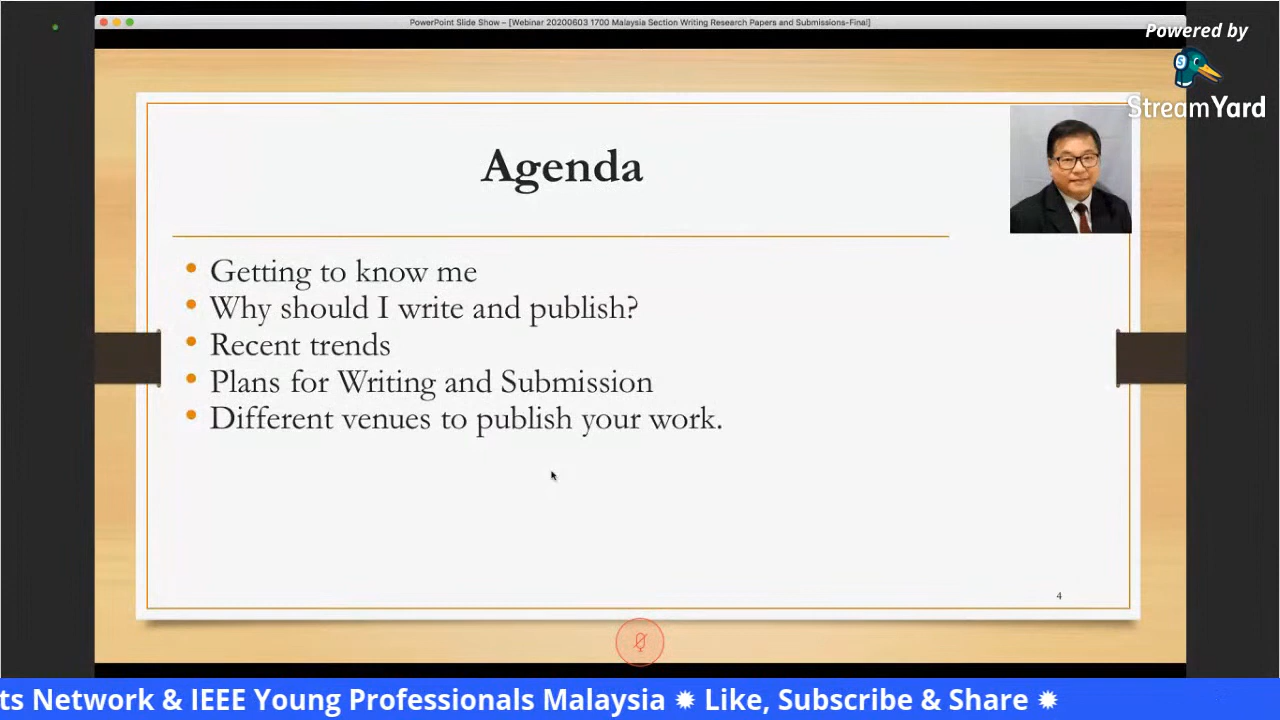 PowerPoint Slide Show – [Webinar 20200603 1700 Malaysia Section Writing Research Papers and Submissions-Final]
Powered by
StreamYard
Agenda
• Getting to know me
• Why should I write and publish?
• Recent trends
• Plans for Writing and Submission
• Different venues to publish your work.
4
ts Network & IEEE Young Professionals Malaysia ✹ Like, Subscribe & Share ✹